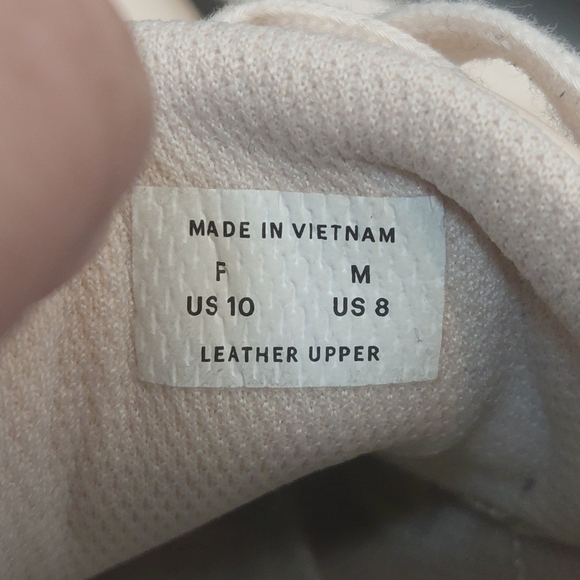 MADE IN VIETNAM
F M
US 10 US 8
LEATHER UPPER